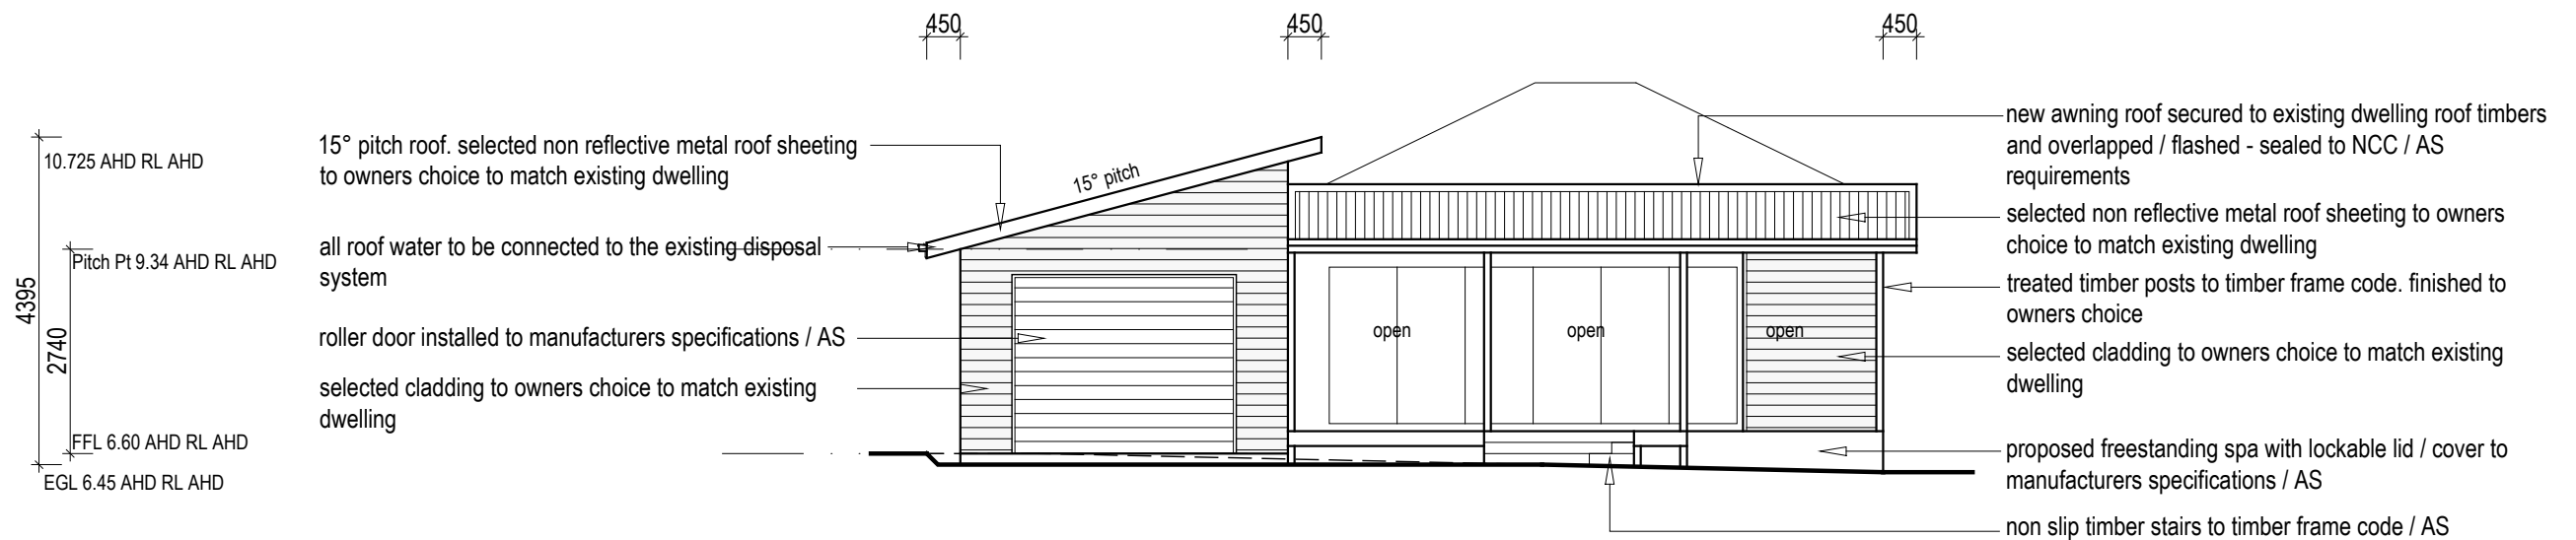 450
450
450
10.725 AHD RL AHD
Pitch Pt 9.34 AHD RL AHD
4395
2740
FFL 6.60 AHD RL AHD
EGL 6.45 AHD RL AHD
15° pitch roof. selected non reflective metal roof sheeting
to owners choice to match existing dwelling
all roof water to be connected to the existing disposal
system
roller door installed to manufacturers specifications / AS
selected cladding to owners choice to match existing
dwelling
15° pitch
open
open
open
new awning roof secured to existing dwelling roof timbers
and overlapped / flashed - sealed to NCC / AS
requirements
selected non reflective metal roof sheeting to owners
choice to match existing dwelling
treated timber posts to timber frame code. finished to
owners choice
selected cladding to owners choice to match existing
dwelling
proposed freestanding spa with lockable lid / cover to
manufacturers specifications / AS
non slip timber stairs to timber frame code / AS